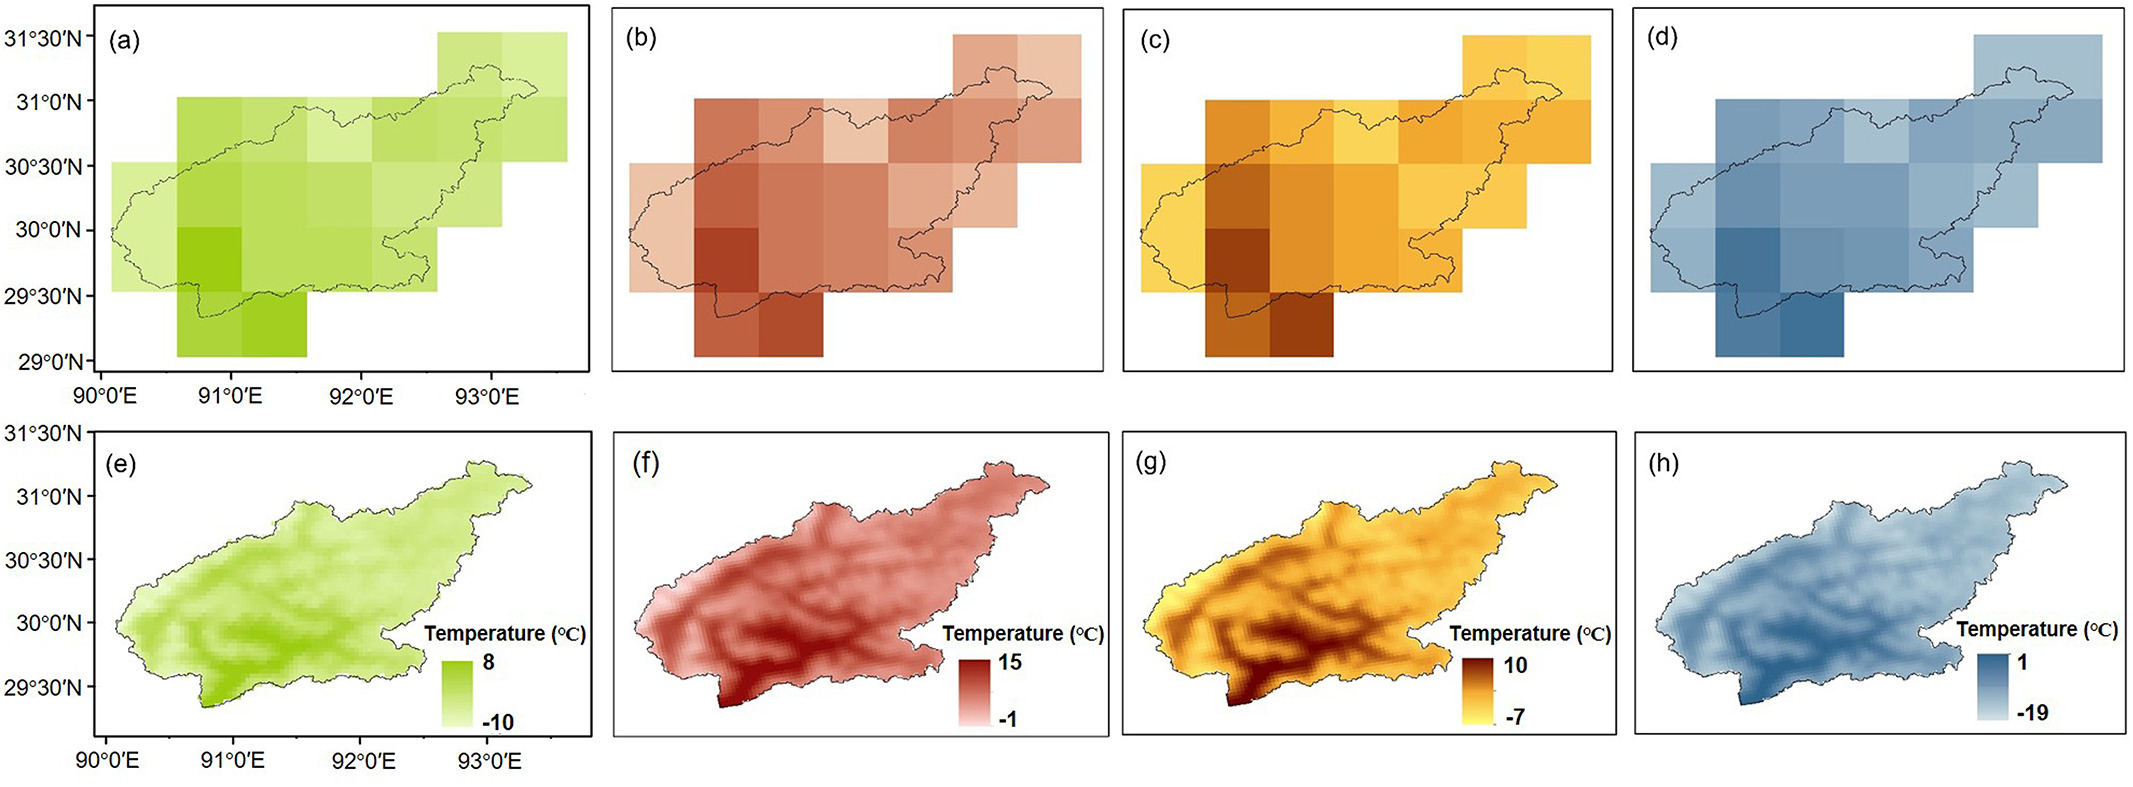 (a)
(b)
(c)
(d)
31°30′N
31°0′N
30°30′N
30°0′N
29°30′N
29°0′N
90°0′E 91°0′E 92°0′E 93°0′E
31°30′N
(e)
(f)
(g)
(h)
31°0′N
30°30′N
30°0′N
29°30′N
Temperature (°C)
8
-10
Temperature (°C)
15
-1
Temperature (°C)
10
-7
Temperature (°C)
1
-19
90°0′E 91°0′E 92°0′E 93°0′E